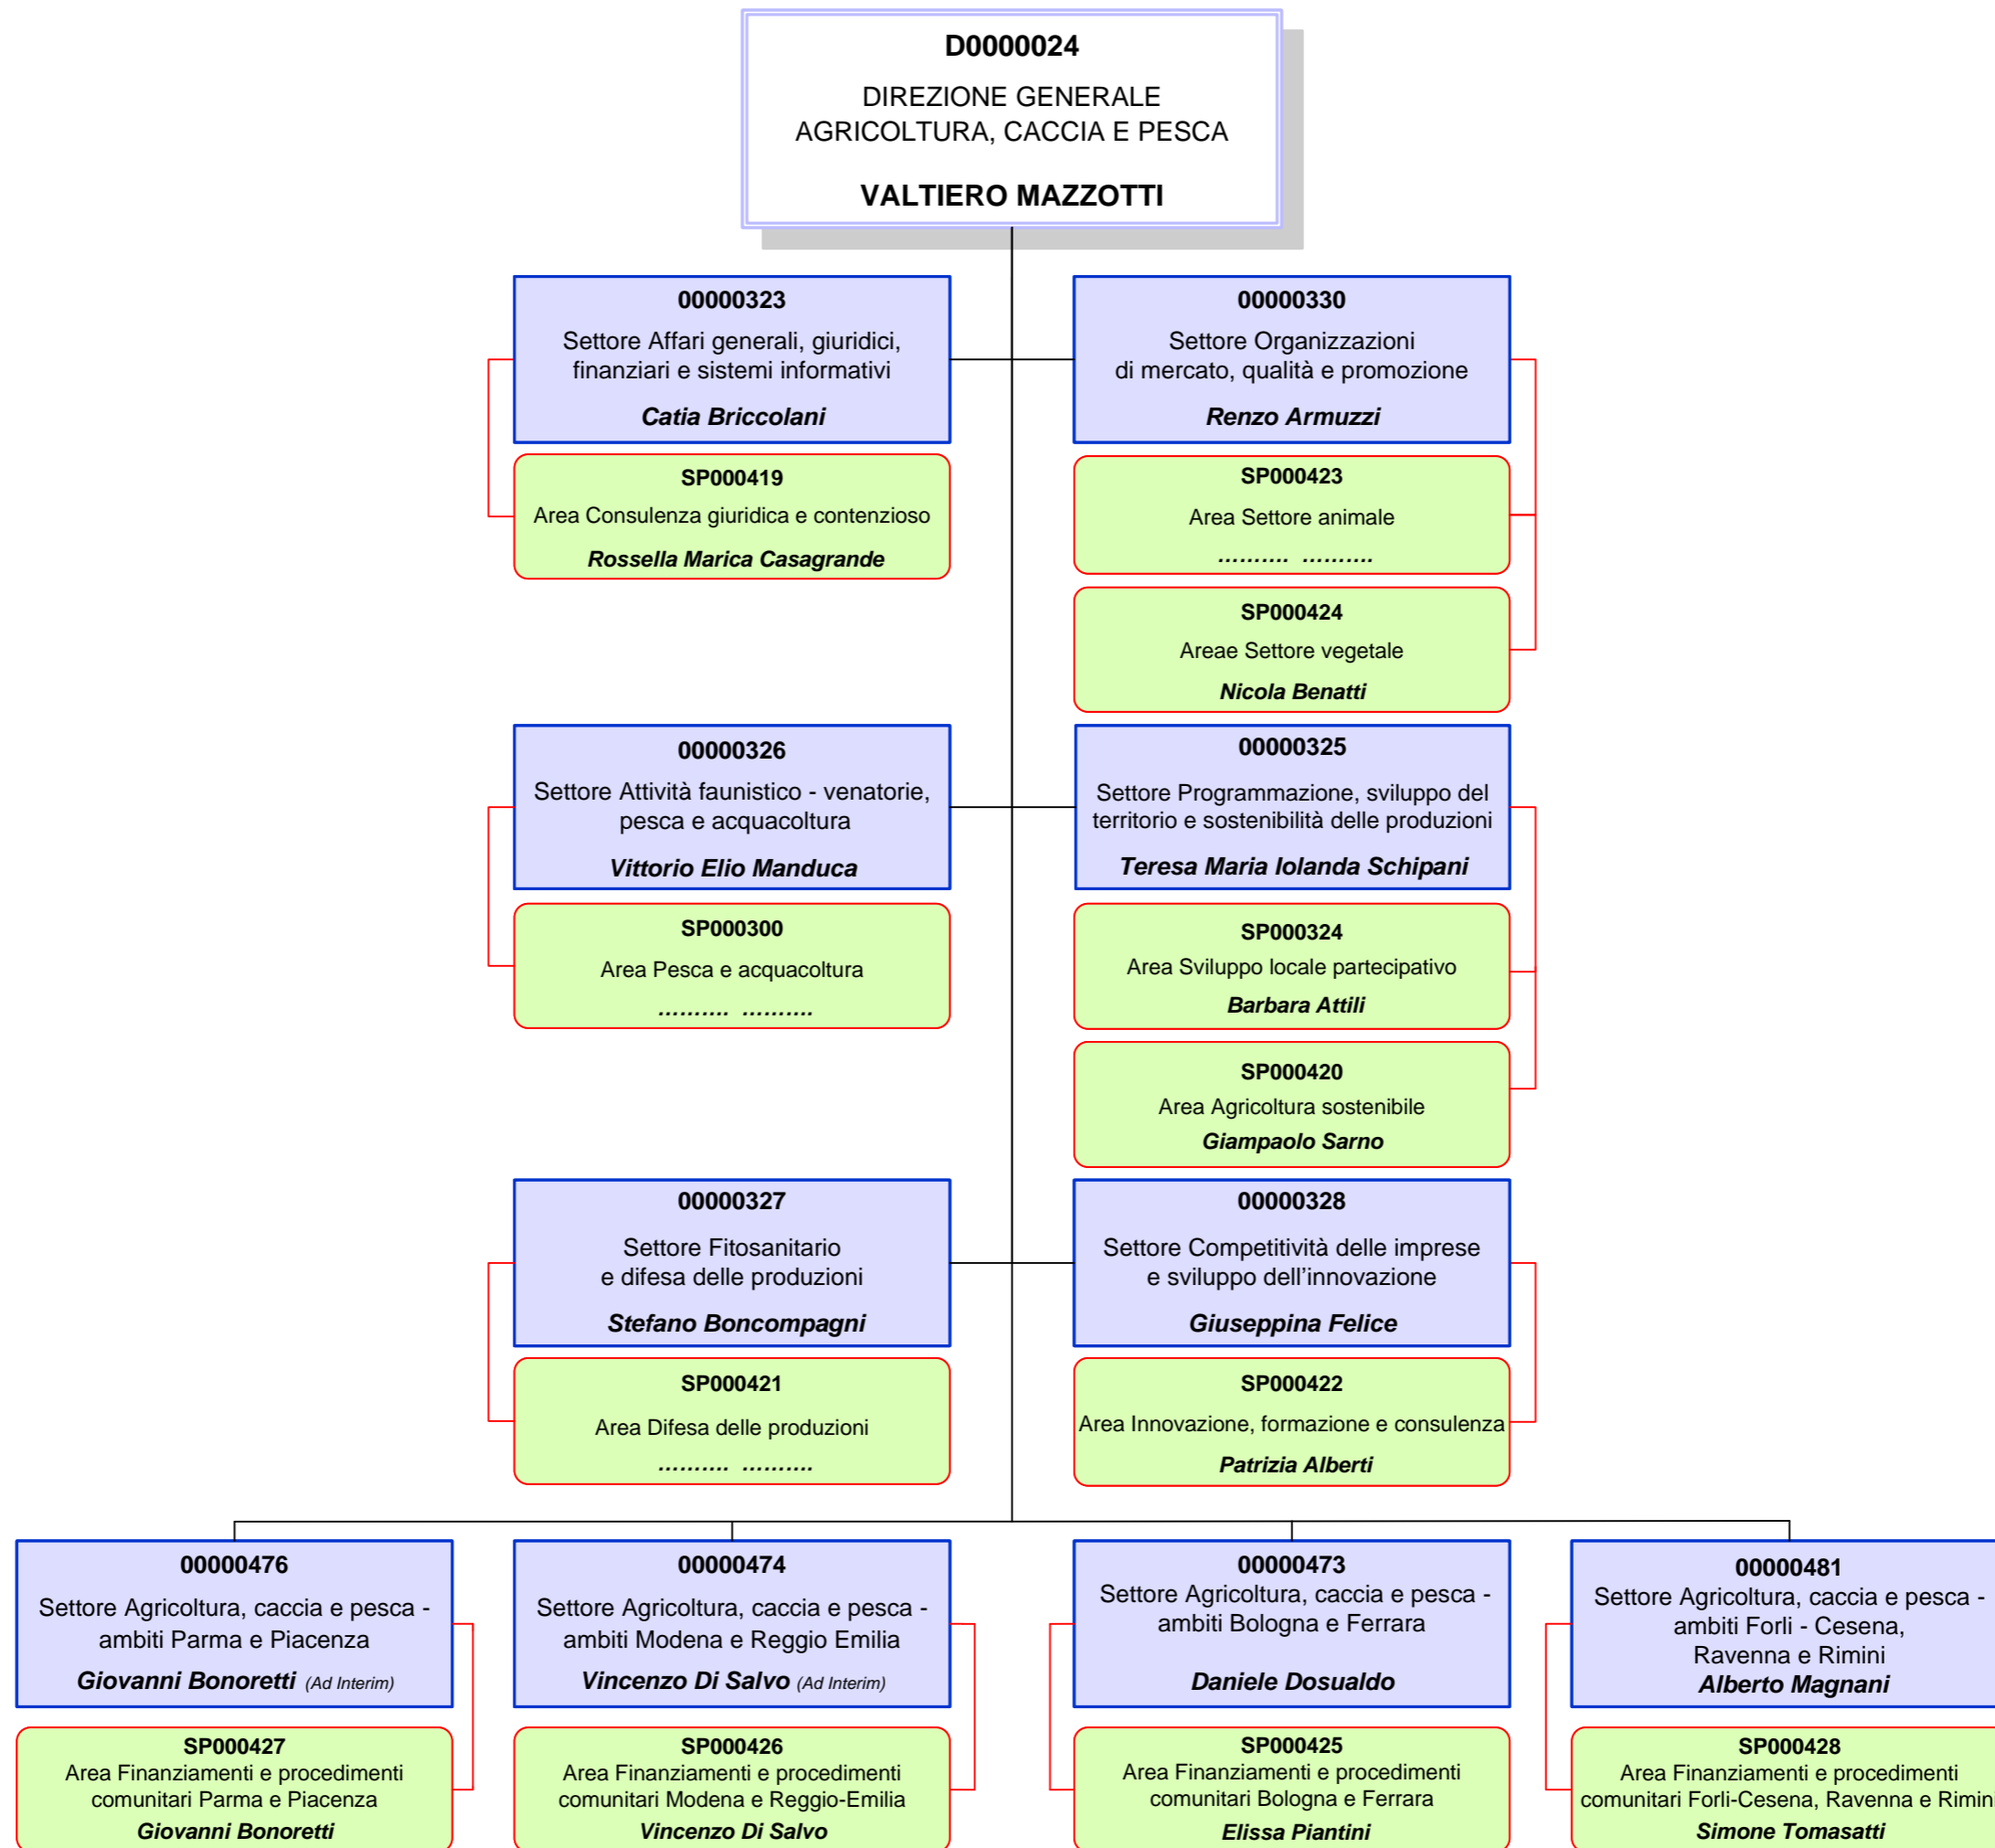 D0000024
DIREZIONE GENERALE
AGRICOLTURA, CACCIA E PESCA
VALTIERO MAZZOTTI
00000323
Settore Affari generali, giuridici,
finanziari e sistemi informativi
Catia Briccolani
SP000419
Area Consulenza giuridica e contenzioso
Rossella Marica Casagrande
00000330
Settore Organizzazioni
di mercato, qualità e promozione
Renzo Armuzzi
SP000423
Area Settore animale
………. ……….
SP000424
Areae Settore vegetale
Nicola Benatti
00000326
Settore Attività faunistico - venatorie,
pesca e acquacoltura
Vittorio Elio Manduca
SP000300
Area Pesca e acquacoltura
………. ……….
00000325
Settore Programmazione, sviluppo del
territorio e sostenibilità delle produzioni
Teresa Maria Iolanda Schipani
SP000324
Area Sviluppo locale partecipativo
Barbara Attili
SP000420
Area Agricoltura sostenibile
Giampaolo Sarno
00000327
Settore Fitosanitario
e difesa delle produzioni
Stefano Boncompagni
SP000421
Area Difesa delle produzioni
………. ……….
00000328
Settore Competitività delle imprese
e sviluppo dell’innovazione
Giuseppina Felice
SP000422
Area Innovazione, formazione e consulenza
Patrizia Alberti
00000476
Settore Agricoltura, caccia e pesca -
ambiti Parma e Piacenza
Giovanni Bonoretti (Ad Interim)
SP000427
Area Finanziamenti e procedimenti
comunitari Parma e Piacenza
Giovanni Bonoretti
00000474
Settore Agricoltura, caccia e pesca -
ambiti Modena e Reggio Emilia
Vincenzo Di Salvo (Ad Interim)
SP000426
Area Finanziamenti e procedimenti
comunitari Modena e Reggio-Emilia
Vincenzo Di Salvo
00000473
Settore Agricoltura, caccia e pesca -
ambiti Bologna e Ferrara
Daniele Dosualdo
SP000425
Area Finanziamenti e procedimenti
comunitari Bologna e Ferrara
Elissa Piantini
00000481
Settore Agricoltura, caccia e pesca -
ambiti Forli - Cesena,
Ravenna e Rimini
Alberto Magnani
SP000428
Area Finanziamenti e procedimenti
comunitari Forli-Cesena, Ravenna e Rimini
Simone Tomasatti